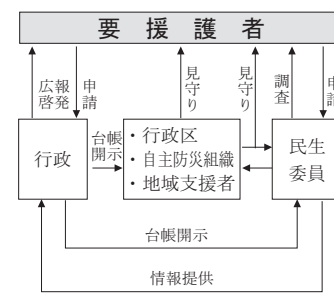 要援護者
広報啓発
申請
見守り
見守り
調査
申請
行政
台帳開示
・行政区
・自主防災組織
・地域支援者
民生委員
台帳開示
情報提供